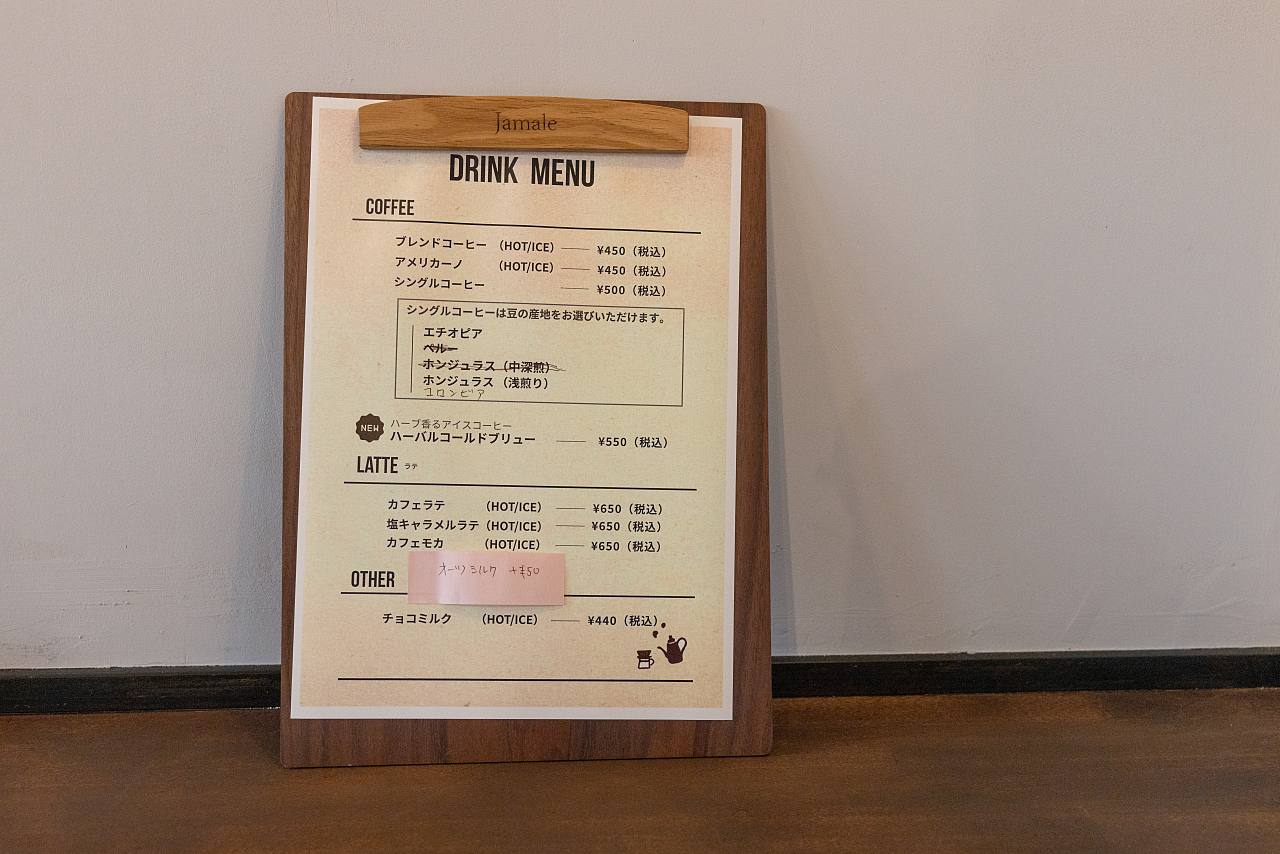 Jamale
DRINK MENU
COFFEE
ブレンドコーヒー （HOT/ICE） ¥450（税込）
アメリカーノ （HOT/ICE） ¥450（税込）
シングルコーヒー ¥500（税込）
シングルコーヒーは豆の産地をお選びいただけます。
エチオピア
ペルー
ホンジュラス（中深煎）
ホンジュラス（浅煎り）
コロンビア
NEW ハーブ香るアイスコーヒー
ハーバルコールドブリュー ¥550（税込）
LATTE ラテ
カフェラテ （HOT/ICE） ¥650（税込）
塩キャラメルラテ（HOT/ICE） ¥650（税込）
カフェモカ （HOT/ICE） ¥650（税込）
オーツミルク +¥50
OTHER
チョコミルク （HOT/ICE） ¥440（税込）